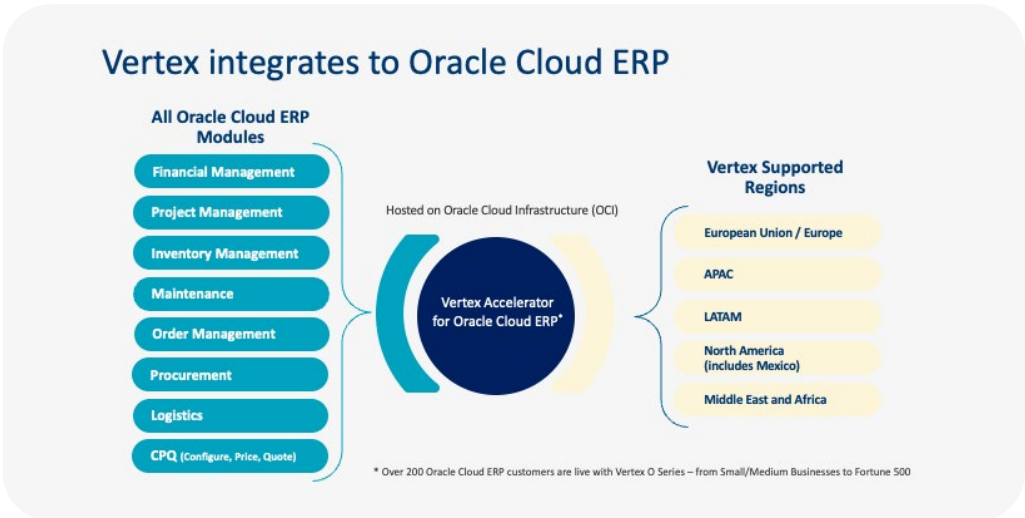 Vertex integrates to Oracle Cloud ERP
All Oracle Cloud ERP
Modules
Financial Management
Project Management
Inventory Management
Maintenance
Order Management
Procurement
Logistics
CPQ (Configure, Price, Quote)
Hosted on Oracle Cloud Infrastructure (OCI)
Vertex Accelerator
for Oracle Cloud ERP*
Vertex Supported
Regions
European Union / Europe
APAC
LATAM
North America
(includes Mexico)
Middle East and Africa
* Over 200 Oracle Cloud ERP customers are live with Vertex O Series – from Small/Medium Businesses to Fortune 500